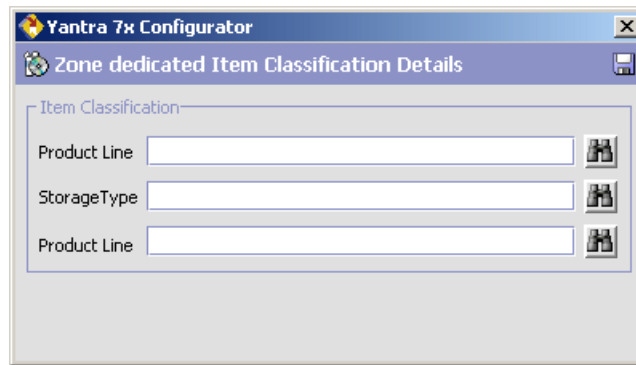 Yantra 7x Configurator
Zone dedicated Item Classification Details
Item Classification
Product Line
StorageType
Product Line